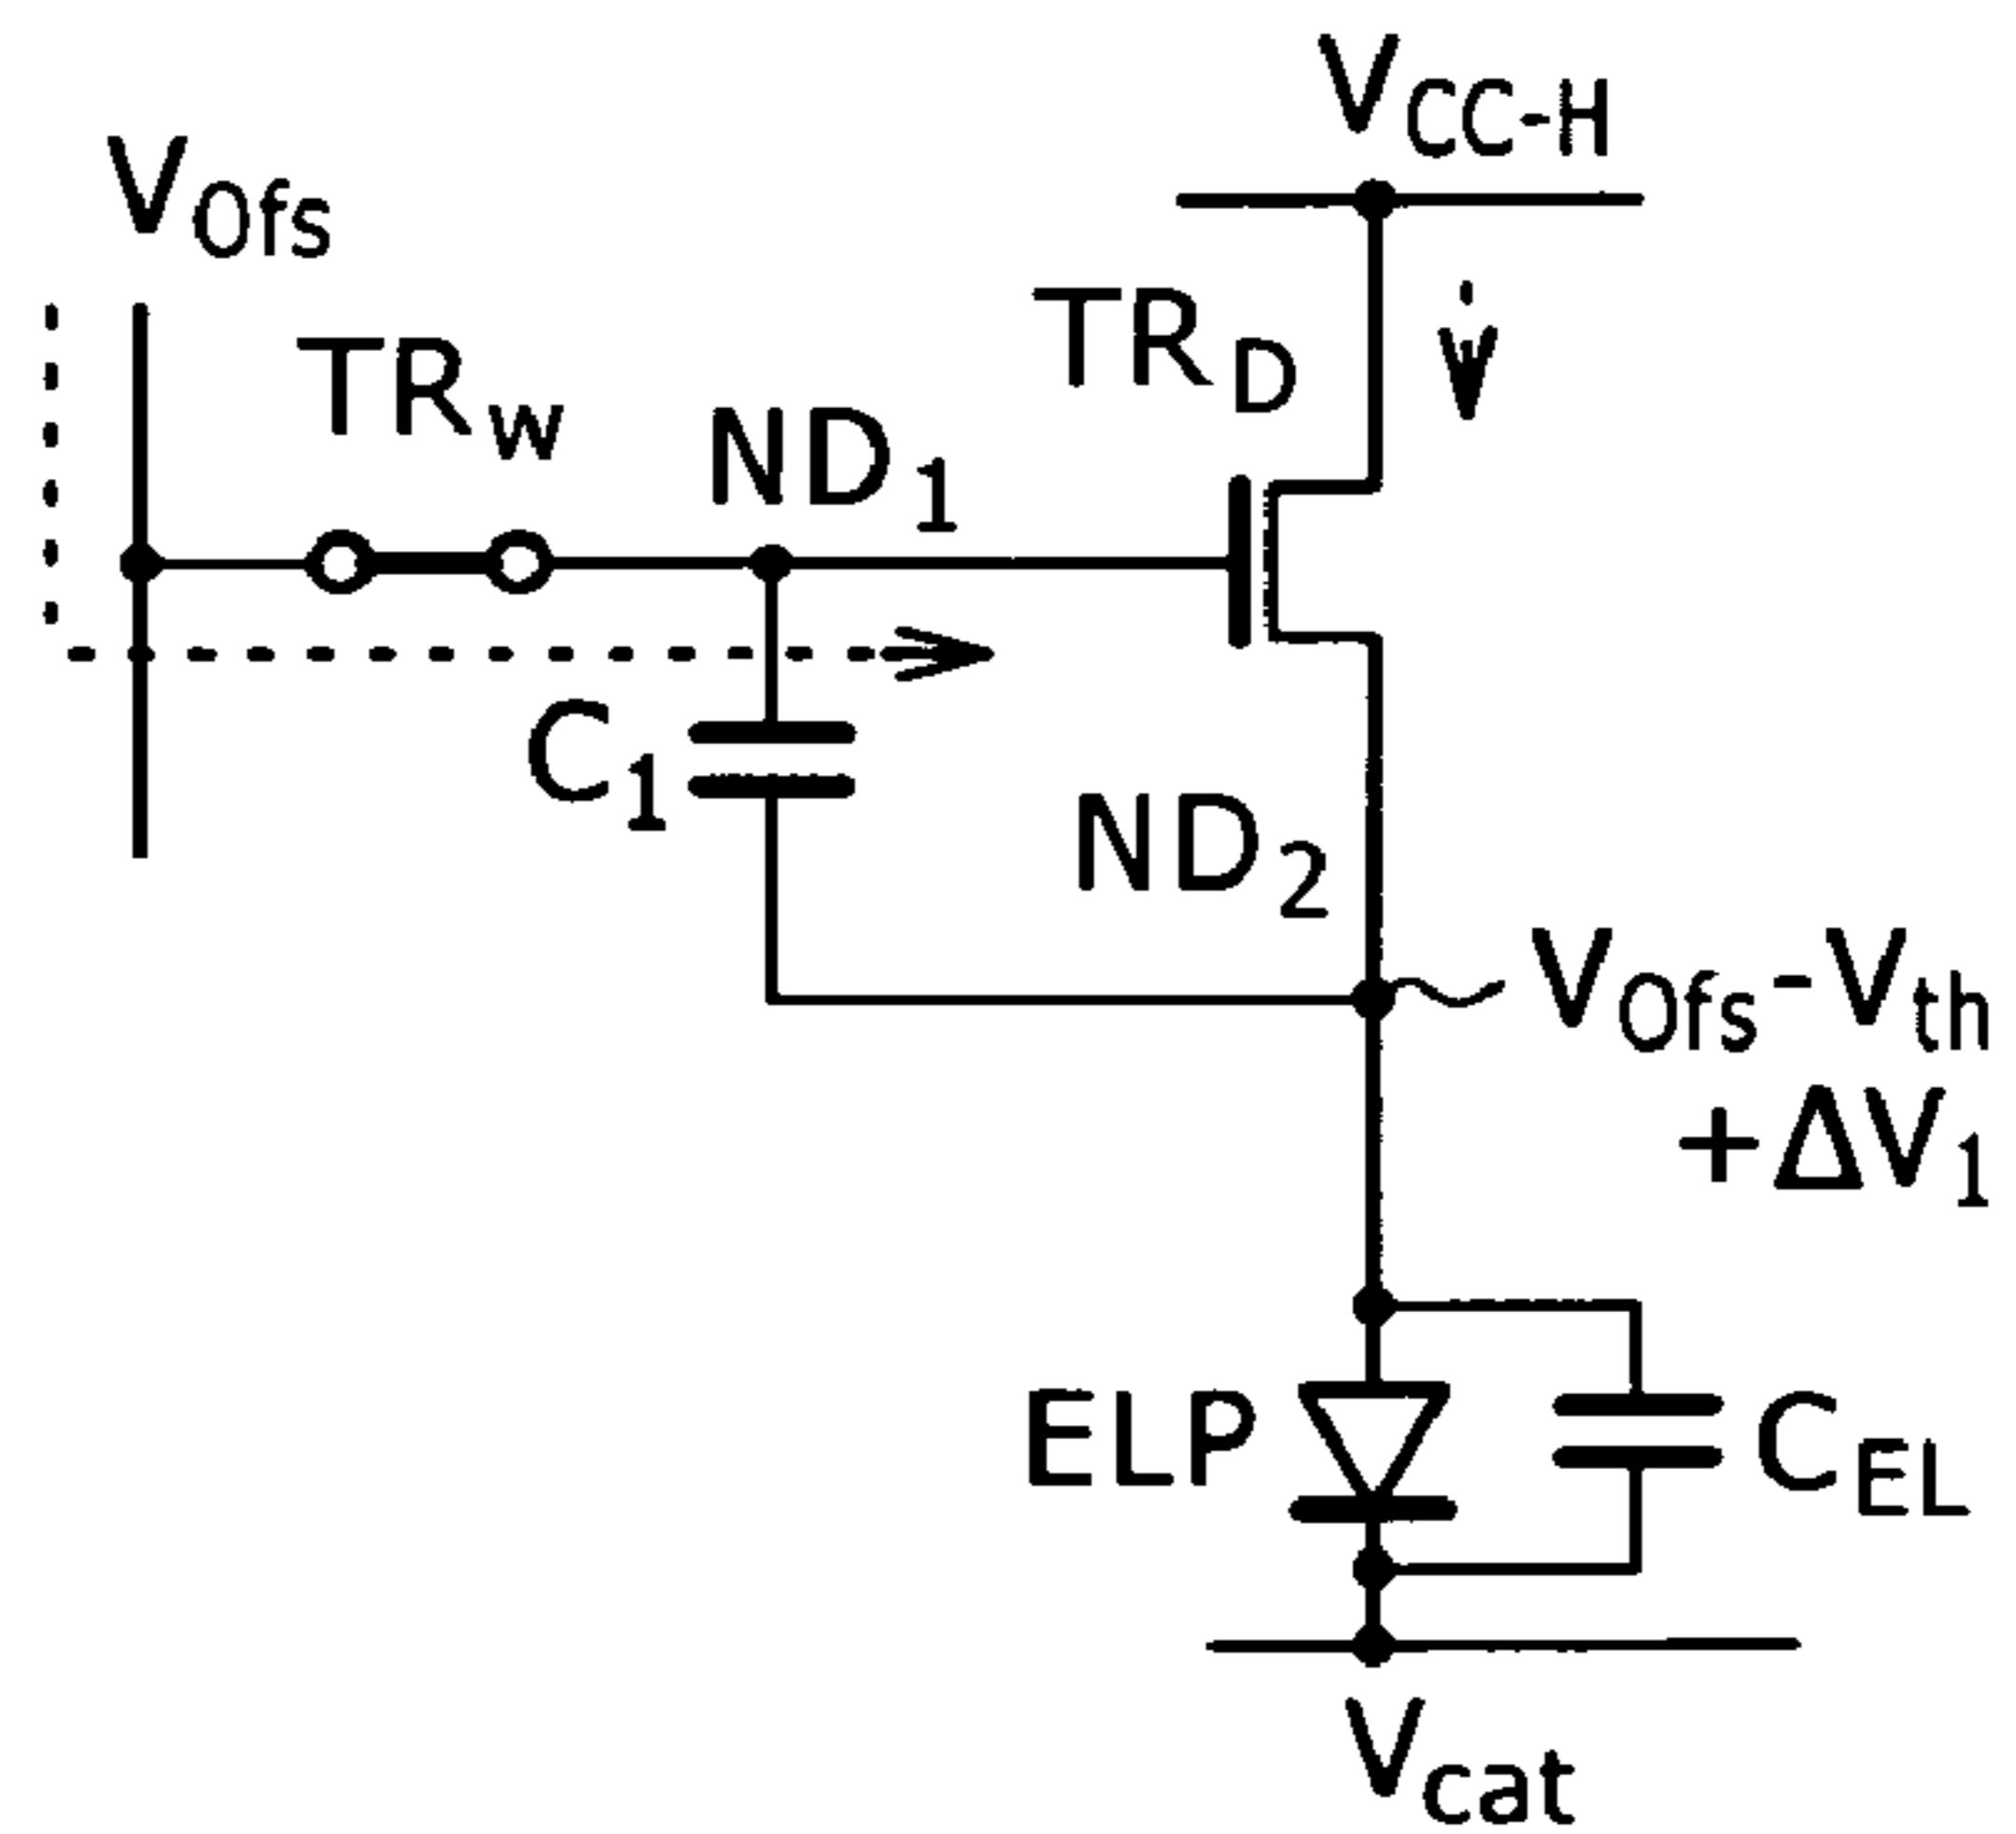 VCC-H
VOfs
TRD
TRW
ND1
C1
ND2
VOfs-Vth
+ΔV1
ELP
CEL
Vcat